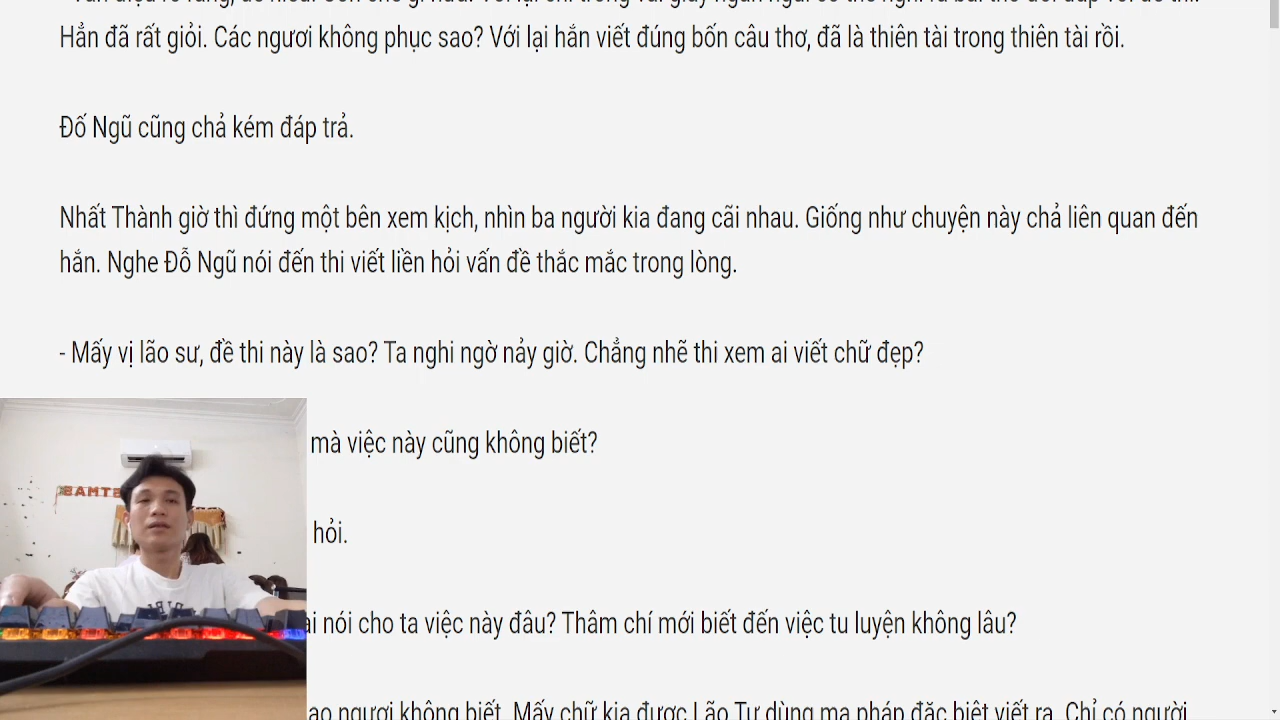 Hắn đã rất giỏi. Các ngươi không phục sao? Với lại hắn viết đúng bốn câu thơ, đã là thiên tài trong thiên tài rồi.
Đố Ngũ cũng chả kém đáp trả.
Nhất Thành giờ thì đứng một bên xem kịch, nhìn ba người kia đang cãi nhau. Giống như chuyện này chả liên quan đến
hắn. Nghe Đỗ Ngũ nói đến thi viết liền hỏi vấn đề thắc mắc trong lòng.
- Mấy vị lão sư, đề thi này là sao? Ta nghi ngờ nảy giờ. Chẳng nhẽ thi xem ai viết chữ đẹp?
mà việc này cũng không biết?
hỏi.
ai nói cho ta việc này đâu? Thâm chí mới biết đến việc tu luyện không lâu?
ao ngươi không biết. Mấy chữ kia được Lão Tư dùng ma pháp đặc biệt viết ra. Chỉ có người